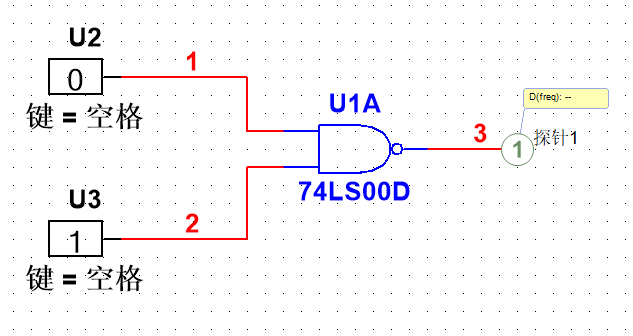 U2
1
0
键 = 空格
U1A
D(freq): --
3
1
探针1
74LS00D
U3
2
1
键 = 空格